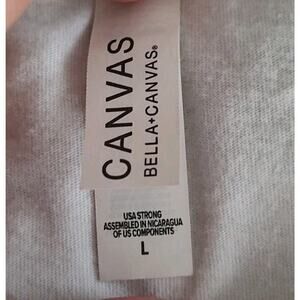 CANVAS
BELLA+CANVAS®
USA STRONG
ASSEMBLED IN NICARAGUA
OF US COMPONENTS
L